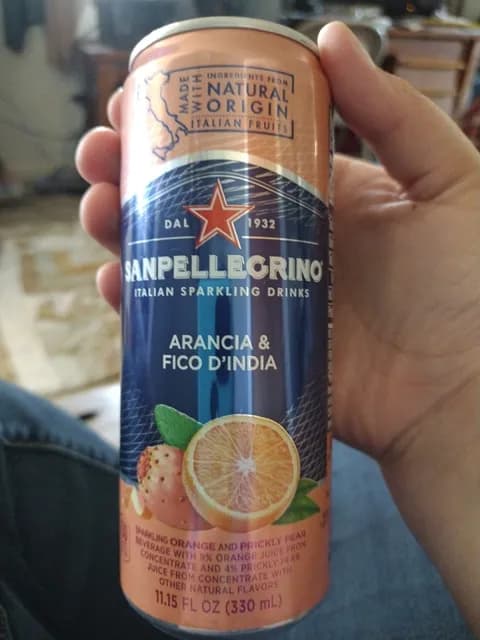 MADE WITH
INGREDIENTS FROM
NATURAL
ORIGIN
ITALIAN FRUITS
DAL 1932
SANPELLEGRINO
ITALIAN SPARKLING DRINKS
ARANCIA &
FICO D'INDIA
SPARKLING ORANGE AND PRICKLY PEAR
BEVERAGE WITH 9% ORANGE JUICE FROM
CONCENTRATE AND 4% PRICKLY PEAR
JUICE FROM CONCENTRATE WITH
OTHER NATURAL FLAVORS
11.15 FL OZ (330 mL)